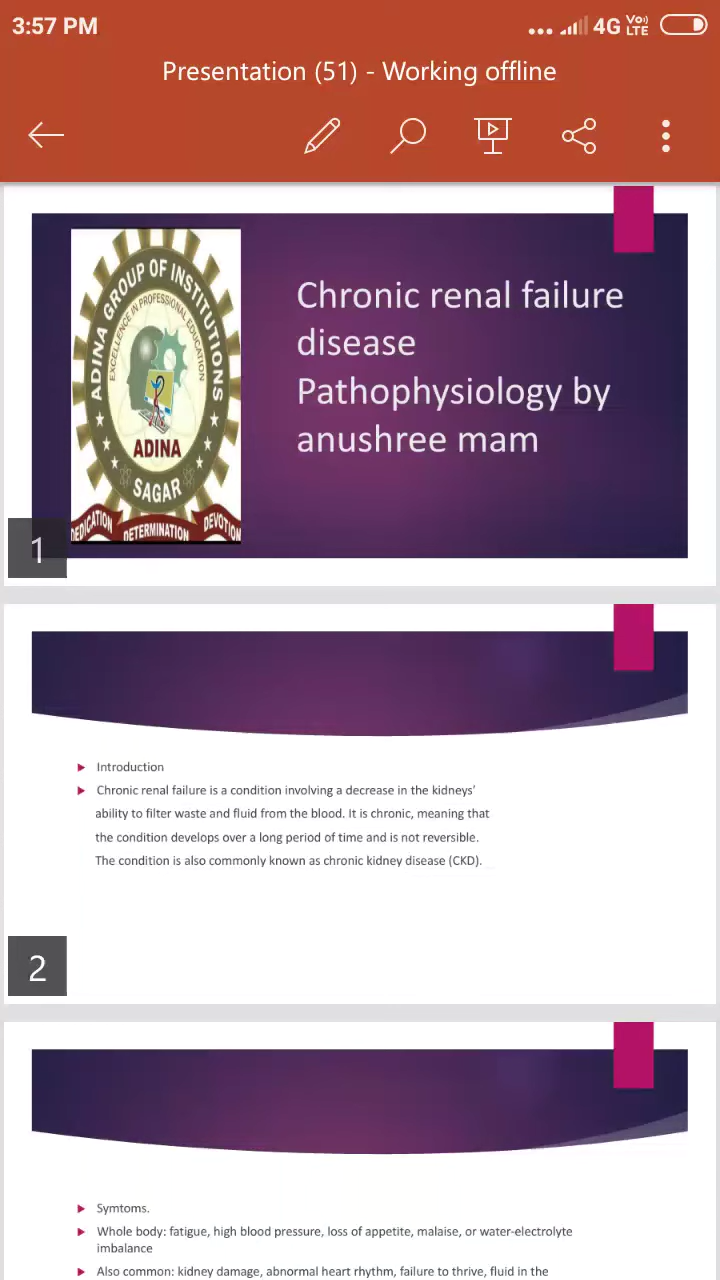 3:57 PM
4G Vo) LTE
Presentation (51) - Working offline
ADINA GROUP OF INSTITUTIONS
EXCELLENCE IN PROFESSIONAL EDUCATION
ADINA
SAGAR
DEDICATION DETERMINATION DEVOTION
Chronic renal failure
disease
Pathophysiology by
anushree mam
1
Introduction
Chronic renal failure is a condition involving a decrease in the kidneys'
ability to filter waste and fluid from the blood. It is chronic, meaning that
the condition develops over a long period of time and is not reversible.
The condition is also commonly known as chronic kidney disease (CKD).
2
Symtoms.
Whole body: fatigue, high blood pressure, loss of appetite, malaise, or water-electrolyte
imbalance
Also common: kidney damage, abnormal heart rhythm, failure to thrive, fluid in the